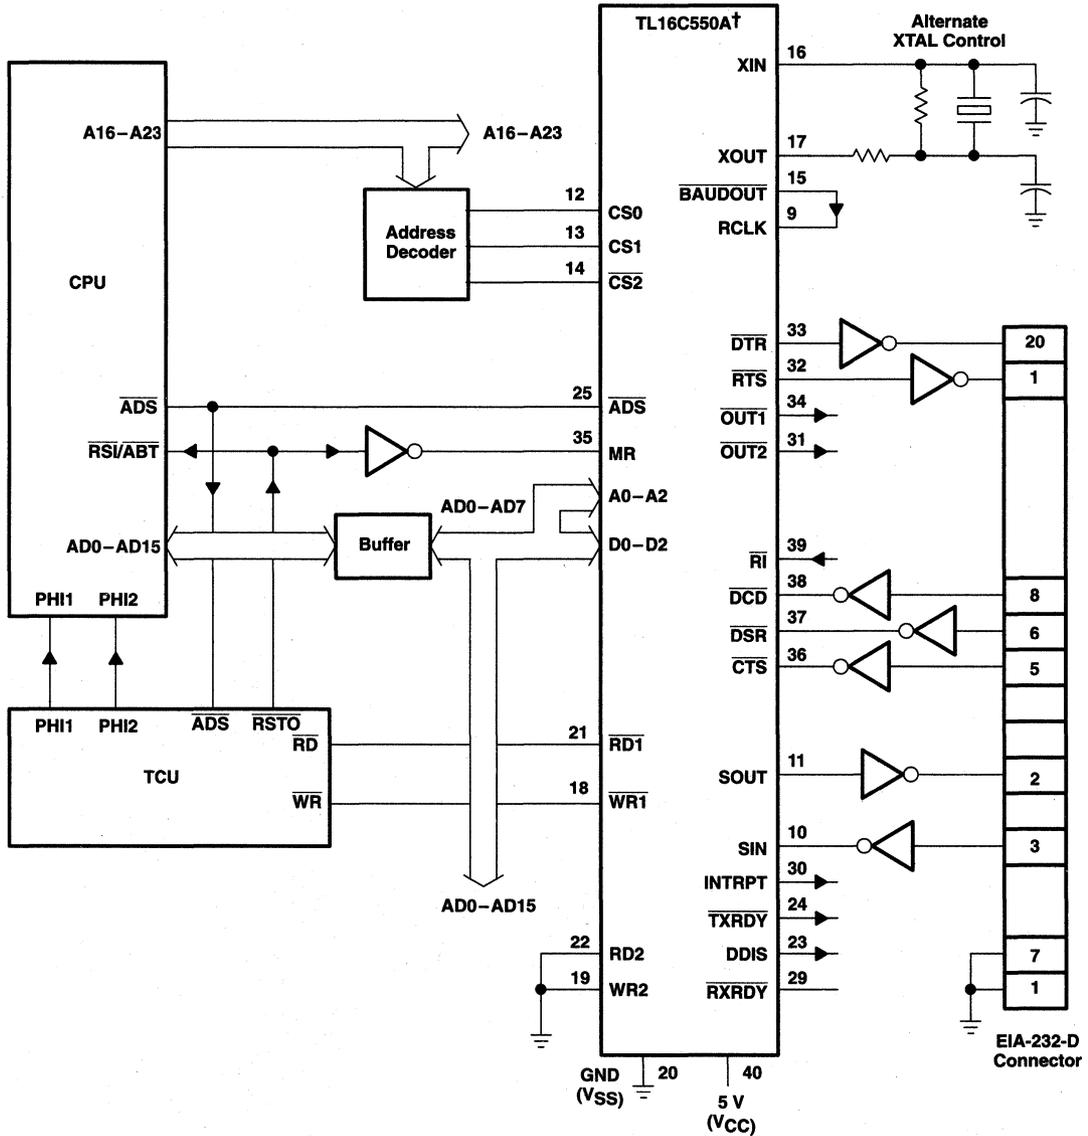 TL16C550A†
Alternate
XTAL Control
CPU
A16–A23
A16–A23
Address
Decoder
12
CS0
13
CS1
14
CS2
ADS
25
ADS
RSI/ABT
35
MR
AD0–AD15
Buffer
AD0–AD7
A0–A2
D0–D2
PHI1
PHI2
PHI1
PHI2
ADS
RSTO
TCU
RD
21
RD1
WR
18
WR1
AD0–AD15
22
RD2
19
WR2
GND
(VSS)
20
40
5 V
(VCC)
XIN
16
XOUT
17
BAUDOUT
15
RCLK
9
DTR
33
RTS
32
OUT1
34
OUT2
31
RI
39
DCD
38
DSR
37
CTS
36
SOUT
11
SIN
10
INTRPT
30
TXRDY
24
DDIS
23
RXRDY
29
20
1
8
6
5
2
3
7
1
EIA-232-D
Connector